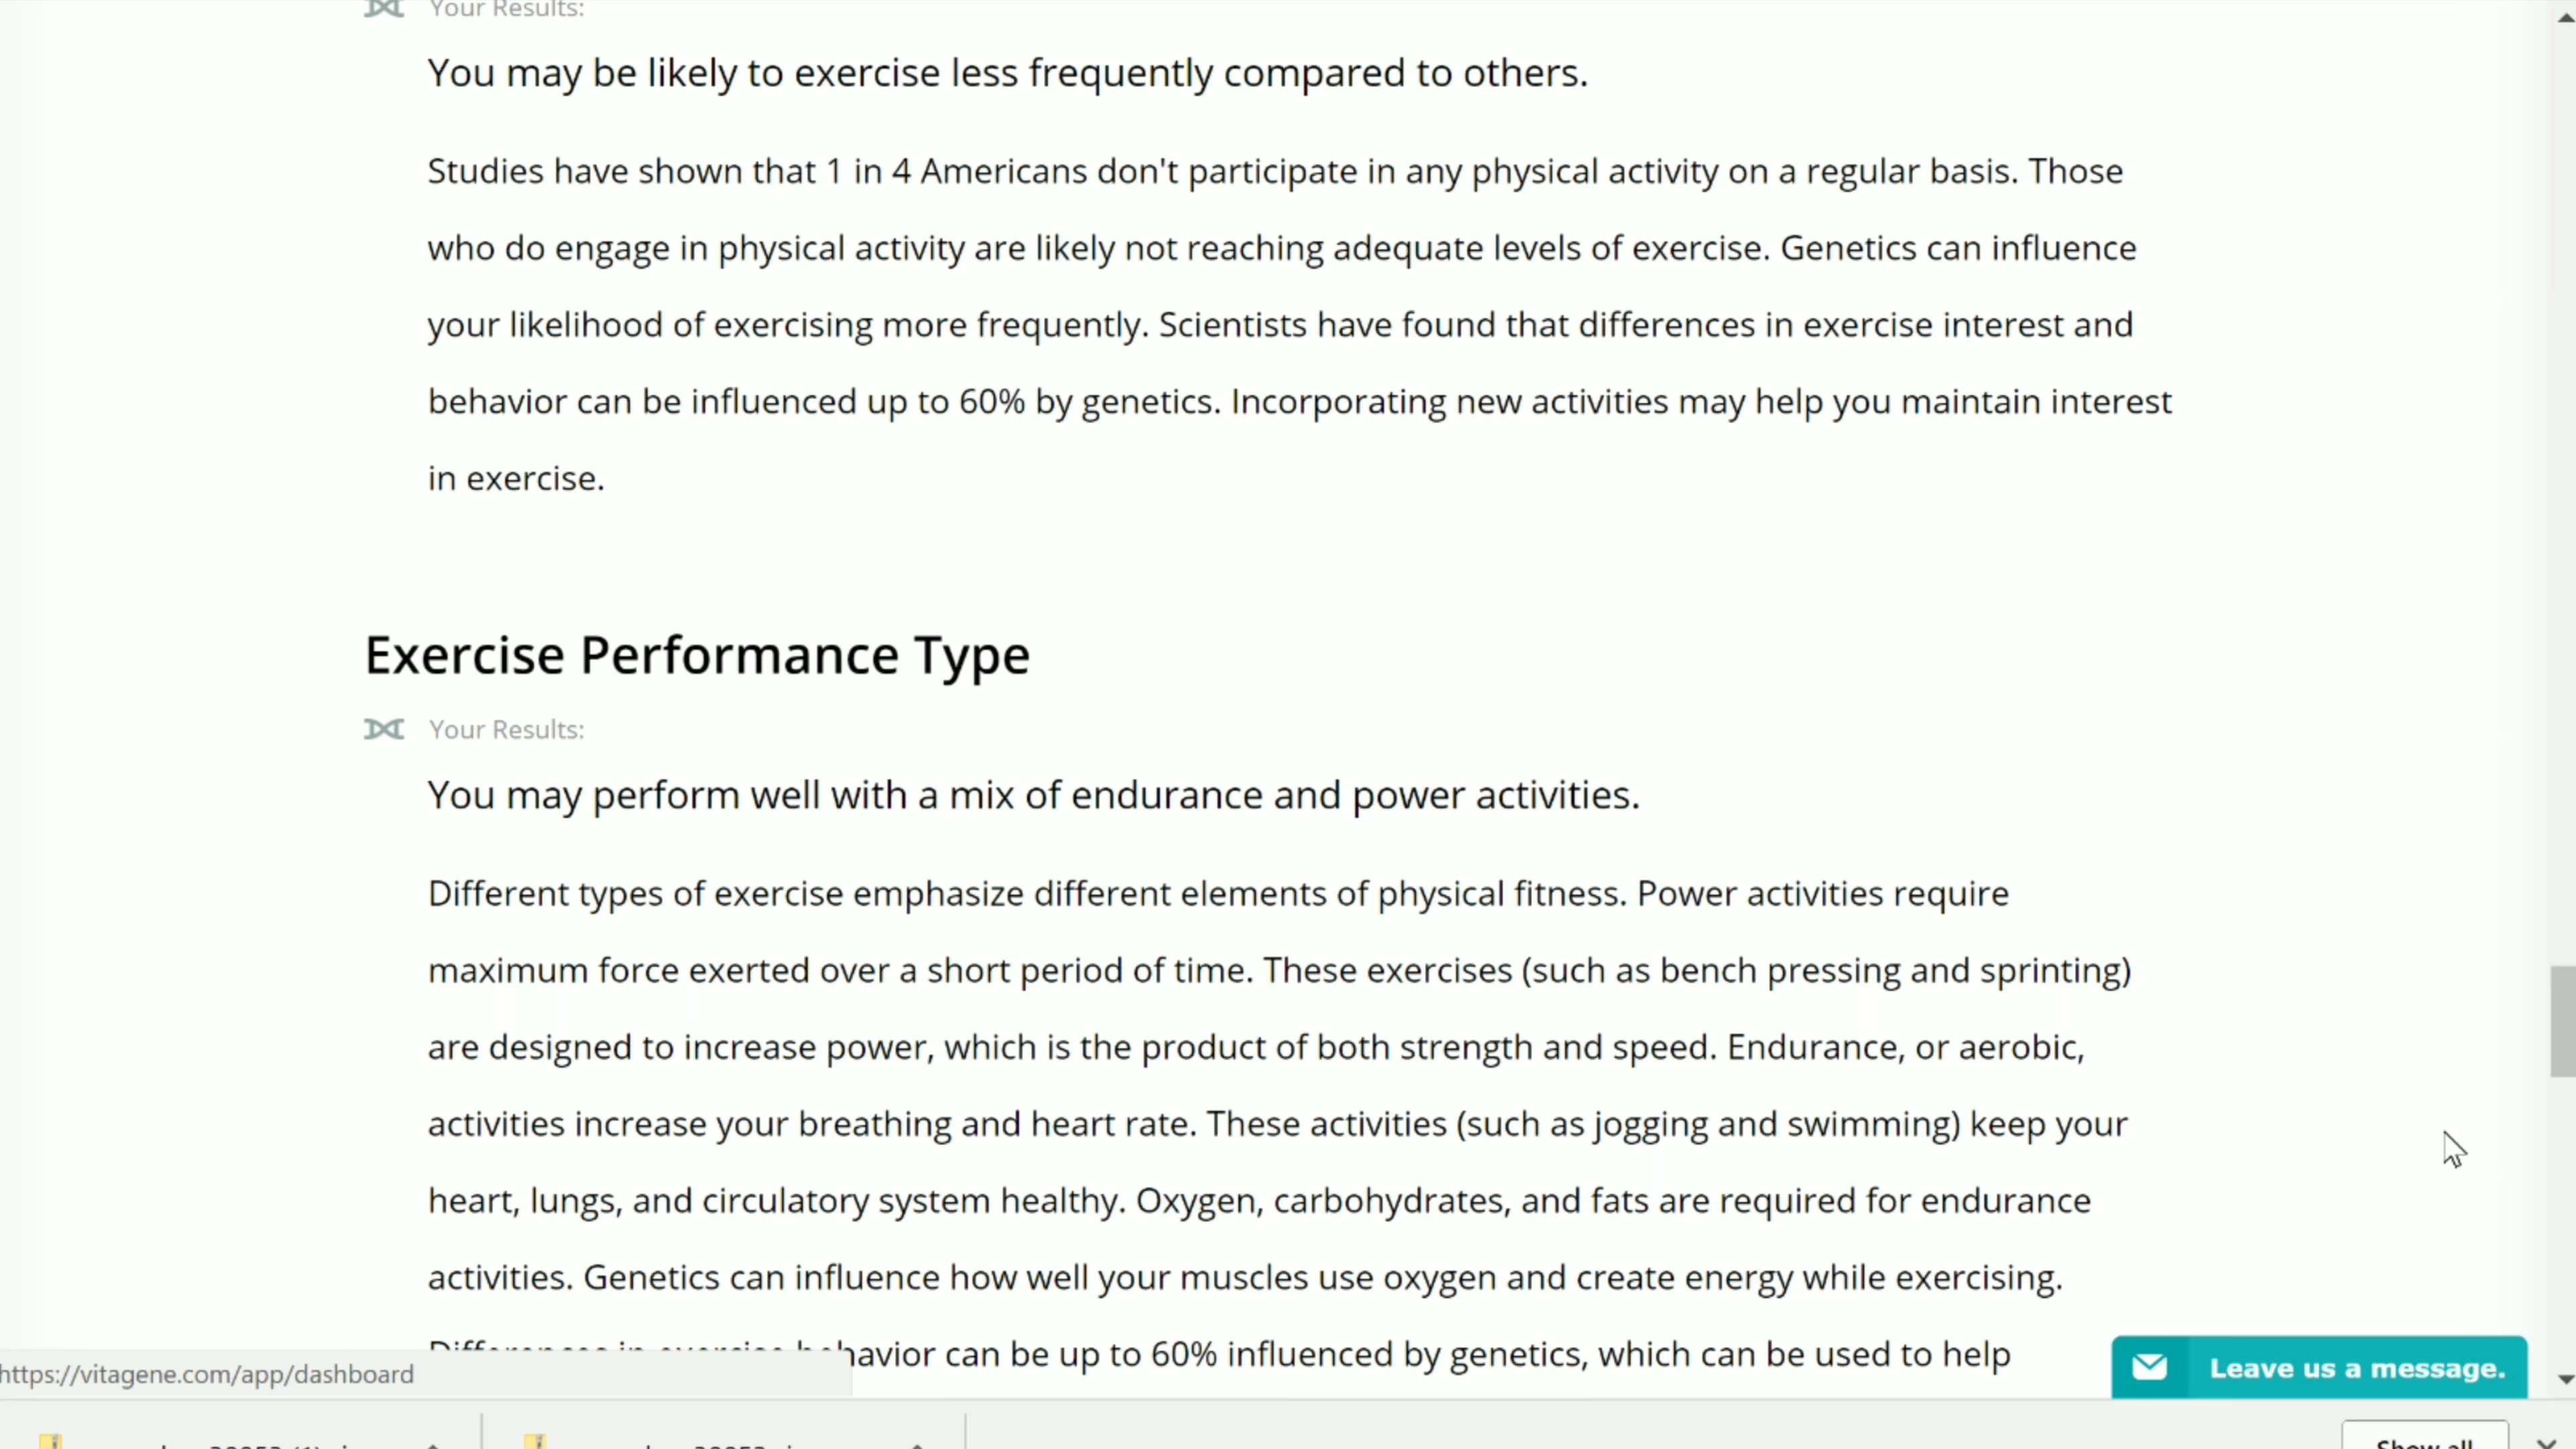 Your Results:
You may be likely to exercise less frequently compared to others.
Studies have shown that 1 in 4 Americans don't participate in any physical activity on a regular basis. Those
who do engage in physical activity are likely not reaching adequate levels of exercise. Genetics can influence
your likelihood of exercising more frequently. Scientists have found that differences in exercise interest and
behavior can be influenced up to 60% by genetics. Incorporating new activities may help you maintain interest
in exercise.
Exercise Performance Type
Your Results:
You may perform well with a mix of endurance and power activities.
Different types of exercise emphasize different elements of physical fitness. Power activities require
maximum force exerted over a short period of time. These exercises (such as bench pressing and sprinting)
are designed to increase power, which is the product of both strength and speed. Endurance, or aerobic,
activities increase your breathing and heart rate. These activities (such as jogging and swimming) keep your
heart, lungs, and circulatory system healthy. Oxygen, carbohydrates, and fats are required for endurance
activities. Genetics can influence how well your muscles use oxygen and create energy while exercising.
Differences in exercise behavior can be up to 60% influenced by genetics, which can be used to help
https://vitagene.com/app/dashboard
Leave us a message.
Show all